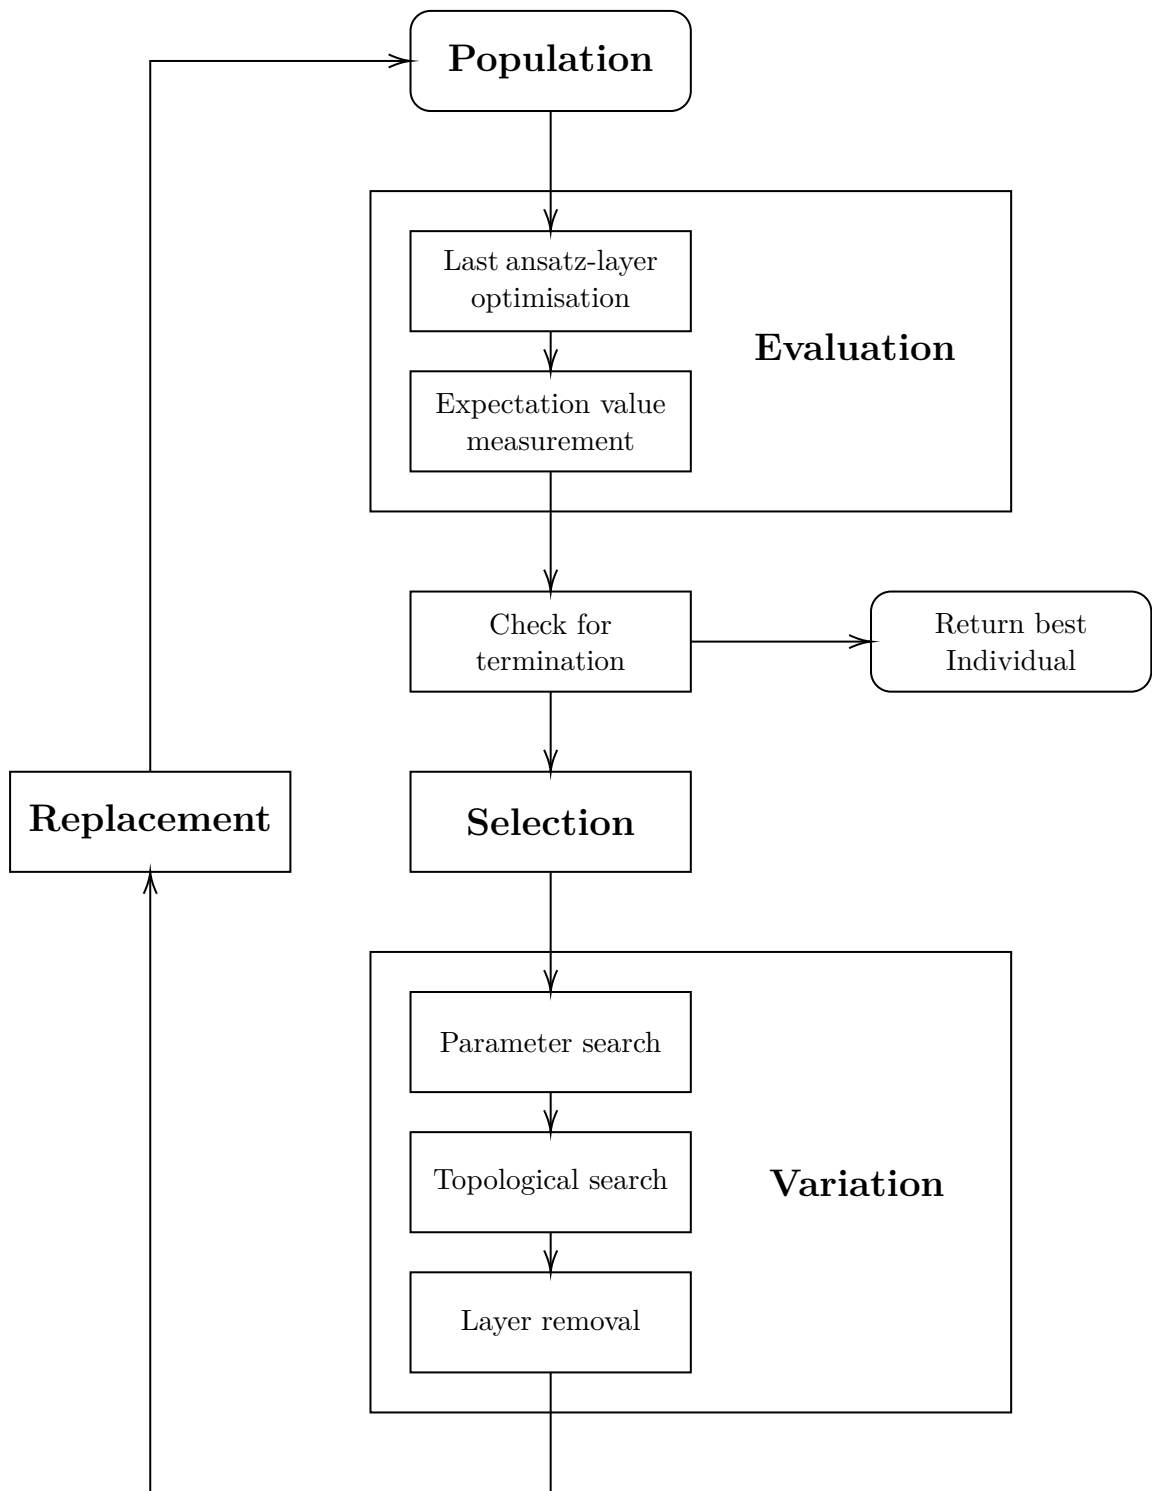 Population
Last ansatz-layer
optimisation
Evaluation
Expectation value
measurement
Check for
termination
Return best
Individual
Replacement
Selection
Parameter search
Topological search
Variation
Layer removal